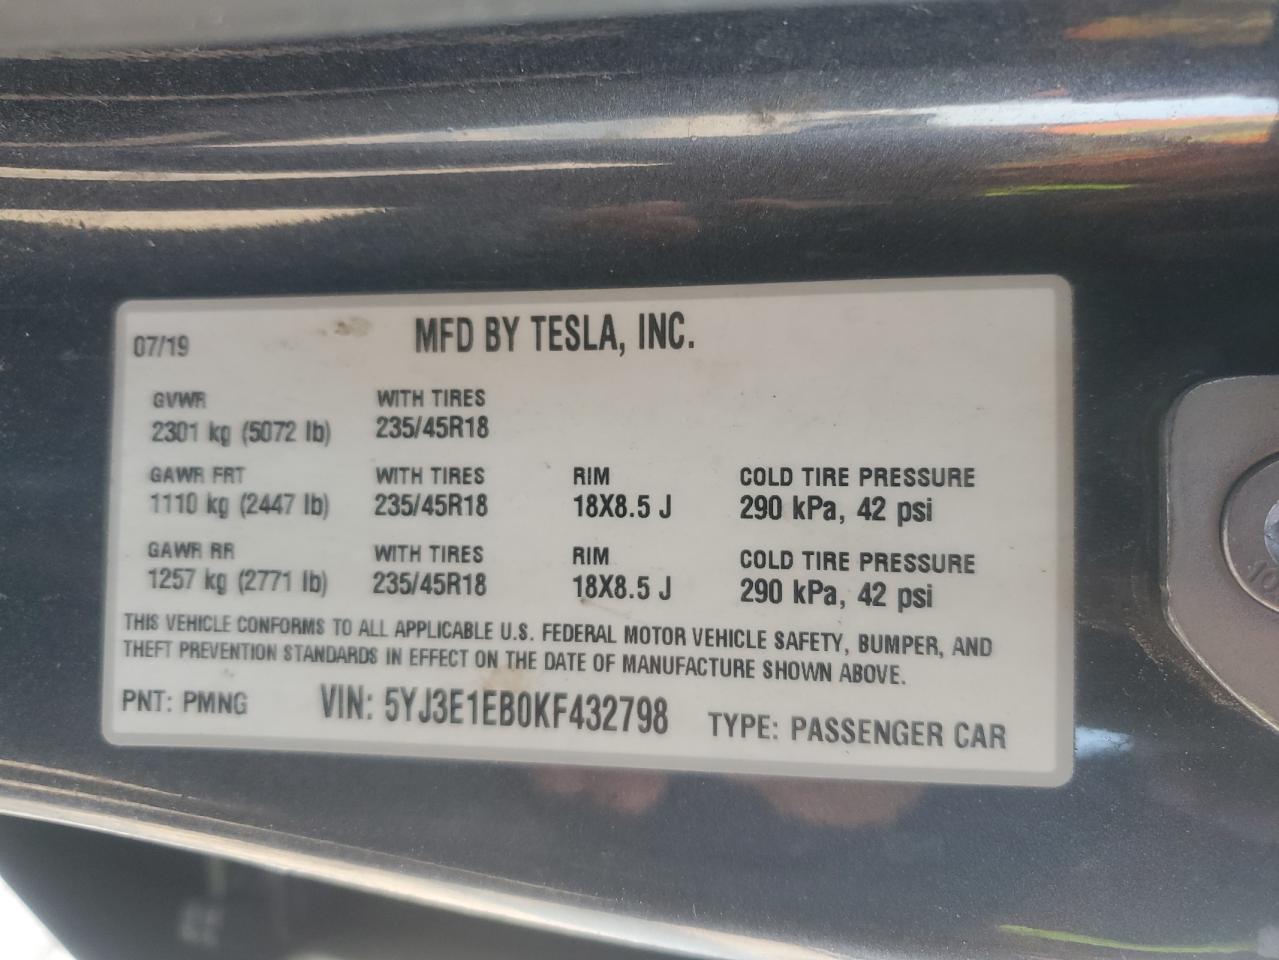 07/19 MFD BY TESLA, INC.
GVWR WITH TIRES
2301 kg (5072 lb) 235/45R18
GAWR FRT WITH TIRES RIM COLD TIRE PRESSURE
1110 kg (2447 lb) 235/45R18 18X8.5 J 290 kPa, 42 psi
GAWR RR WITH TIRES RIM COLD TIRE PRESSURE
1257 kg (2771 lb) 235/45R18 18X8.5 J 290 kPa, 42 psi
THIS VEHICLE CONFORMS TO ALL APPLICABLE U.S. FEDERAL MOTOR VEHICLE SAFETY, BUMPER, AND
THEFT PREVENTION STANDARDS IN EFFECT ON THE DATE OF MANUFACTURE SHOWN ABOVE.
PNT: PMNG VIN: 5YJ3E1EB0KF432798 TYPE: PASSENGER CAR